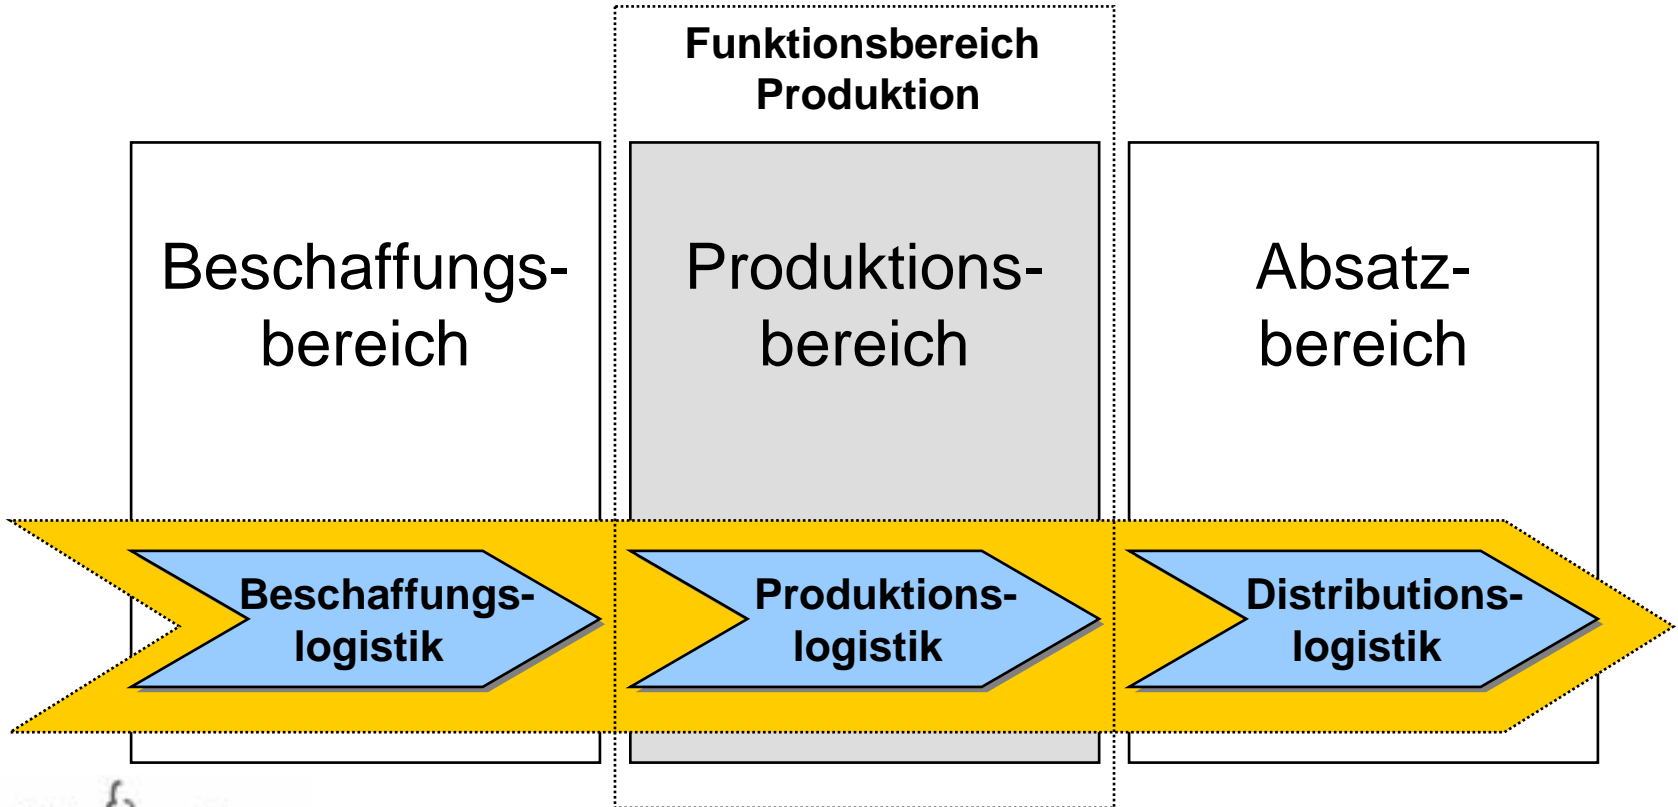 Funktionsbereich
Produktion
Beschaffungs-
bereich
Produktions-
bereich
Absatz-
bereich
Beschaffungs-
logistik
Produktions-
logistik
Distributions-
logistik